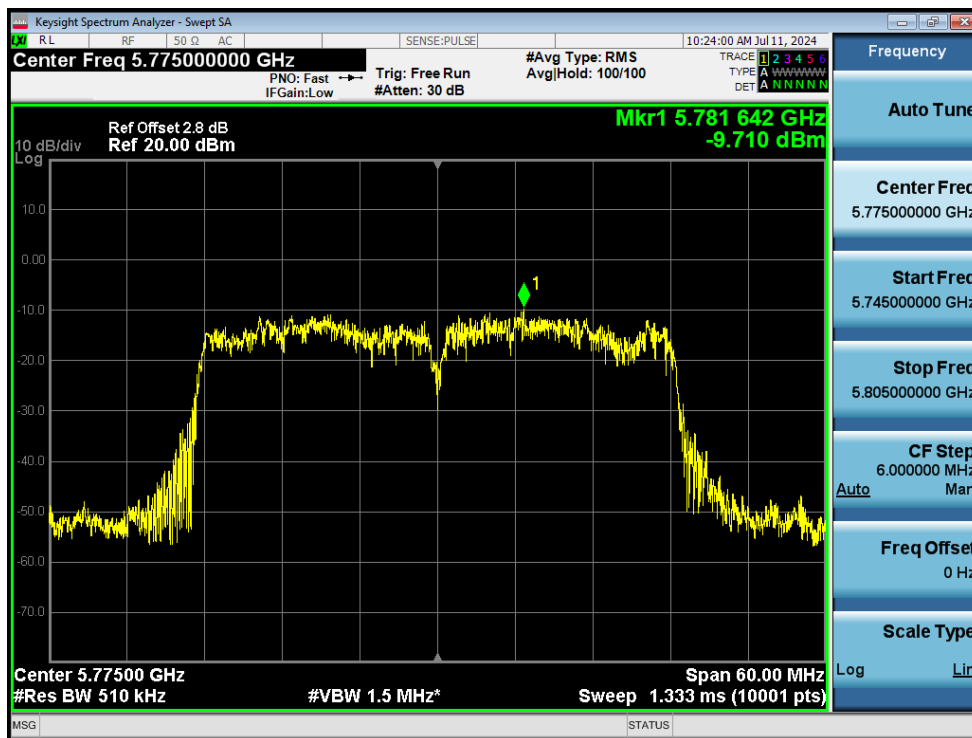 Keysight Spectrum Analyzer - Swept SA
LXI RL RF 50 Ω AC SENSE:PULSE 10:24:00 AM Jul 11, 2024
Center Freq 5.775000000 GHz
PNO: Fast
IFGain:Low
Trig: Free Run
#Atten: 30 dB
#Avg Type: RMS
Avg|Hold: 100/100
TRACE 1 2 3 4 5 6
TYPE A WWWWW
DET A N N N N N
Ref Offset 2.8 dB
Ref 20.00 dBm
10 dB/div
Log
Mkr1 5.781 642 GHz
-9.710 dBm
1
10.0
0.00
-10.0
-20.0
-30.0
-40.0
-50.0
-60.0
-70.0
Center 5.77500 GHz
Span 60.00 MHz
#Res BW 510 kHz
#VBW 1.5 MHz*
Sweep 1.333 ms (10001 pts)
MSG
STATUS
Frequency
Auto Tune
Center Freq
5.775000000 GHz
Start Freq
5.745000000 GHz
Stop Freq
5.805000000 GHz
CF Step
6.000000 MHz
Auto Man
Freq Offset
0 Hz
Scale Type
Log Lin